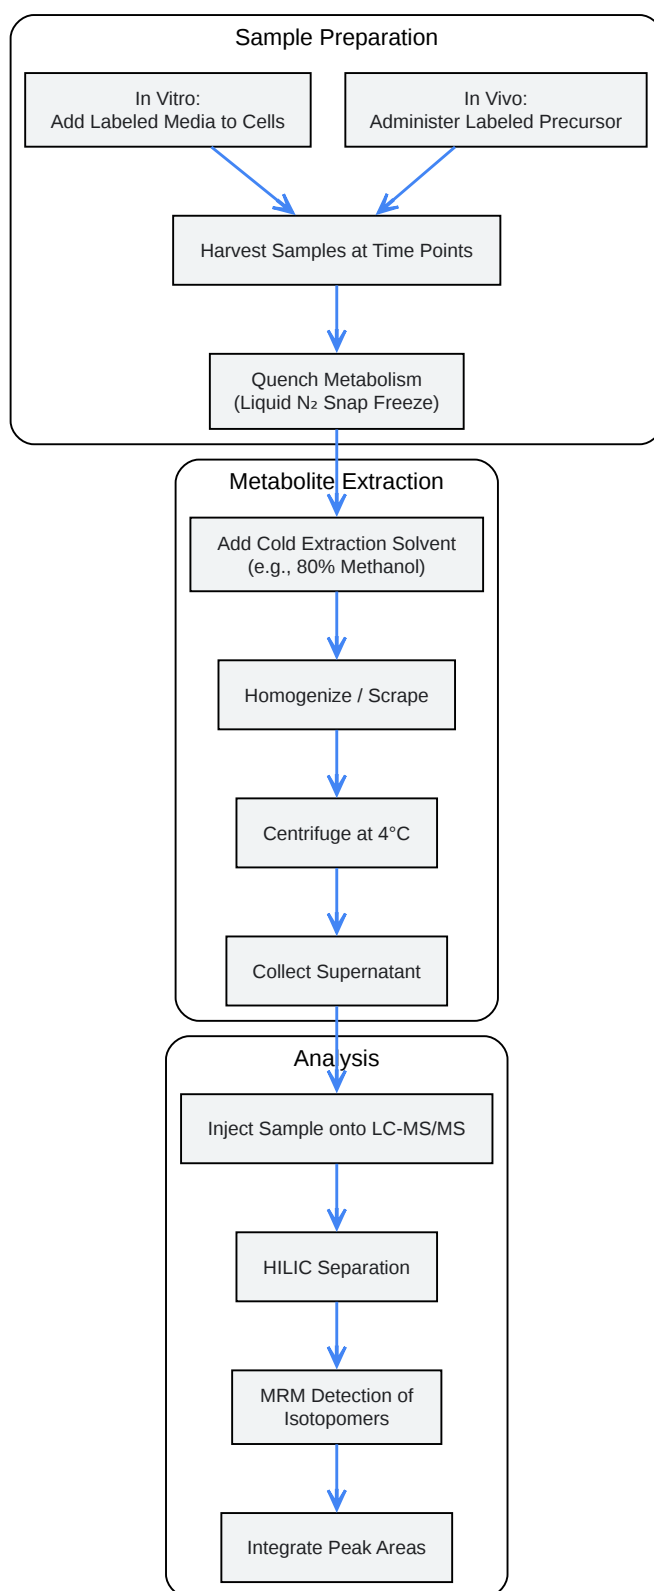 Sample Preparation
In Vitro:
Add Labeled Media to Cells
In Vivo:
Administer Labeled Precursor
Harvest Samples at Time Points
Quench Metabolism
(Liquid N₂ Snap Freeze)
Metabolite Extraction
Add Cold Extraction Solvent
(e.g., 80% Methanol)
Homogenize / Scrape
Centrifuge at 4°C
Collect Supernatant
Analysis
Inject Sample onto LC-MS/MS
HILIC Separation
MRM Detection of
Isotopomers
Integrate Peak Areas